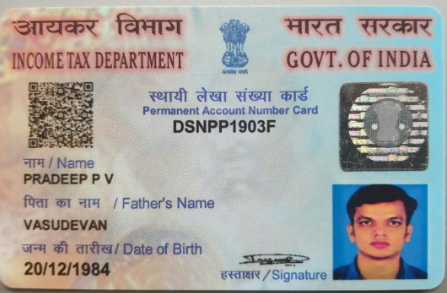 आयकर विभाग
INCOME TAX DEPARTMENT
भारत सरकार
GOVT. OF INDIA
स्थायी लेखा संख्या कार्ड
Permanent Account Number Card
DSNPP1903F
नाम / Name
PRADEEP P V
पिता का नाम / Father's Name
VASUDEVAN
जन्म की तारीख / Date of Birth
20/12/1984
हस्ताक्षर / Signature